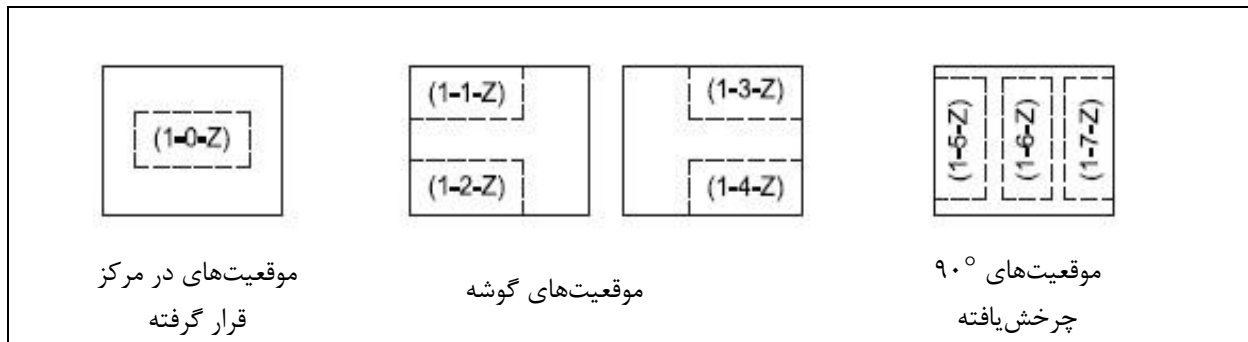 (1-0-Z)
(1-1-Z)
(1-2-Z)
(1-3-Z)
(1-4-Z)
(1-5-Z)
(1-6-Z)
(1-7-Z)
موقعیت‌های در مرکز
قرار گرفته
موقعیت‌های گوشه
موقعیت‌های ۹۰°
چرخش‌یافته